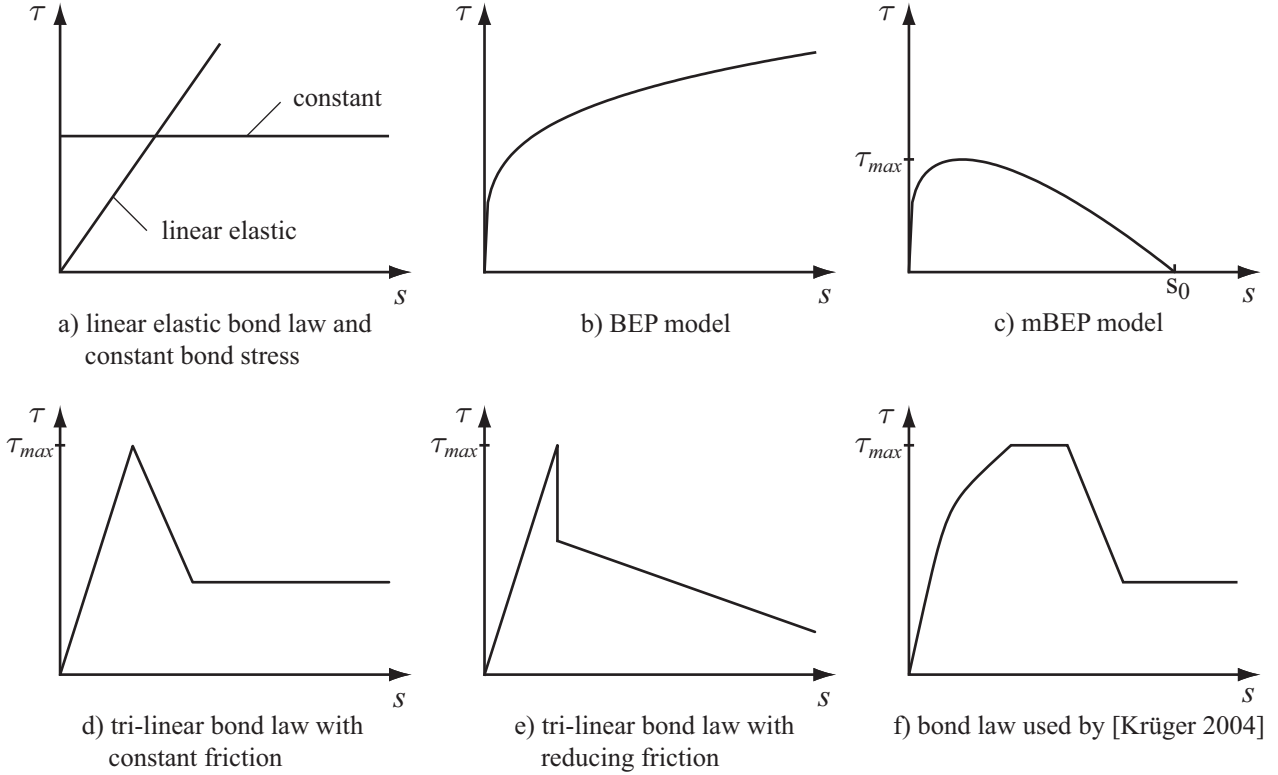 τ
constant
linear elastic
s
a) linear elastic bond law and
constant bond stress
τ
s
b) BEP model
τ
τmax
s0
s
c) mBEP model
τ
τmax
s
d) tri-linear bond law with
constant friction
τ
τmax
s
e) tri-linear bond law with
reducing friction
τ
τmax
s
f) bond law used by [Krüger 2004]